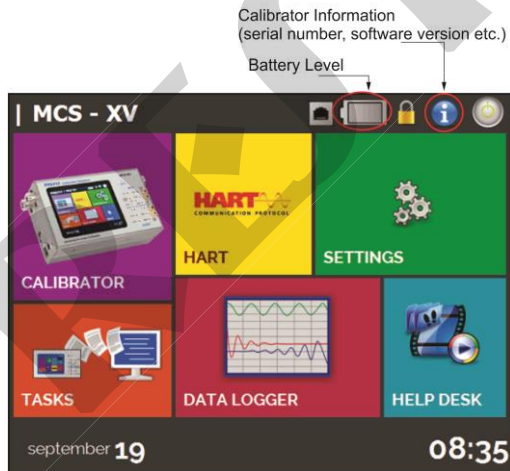 Calibrator Information
(serial number, software version etc.)
Battery Level
| MCS - XV
HART
COMMUNICATION PROTOCOL
HART
SETTINGS
CALIBRATOR
TASKS
DATA LOGGER
HELP DESK
september 19
08:35